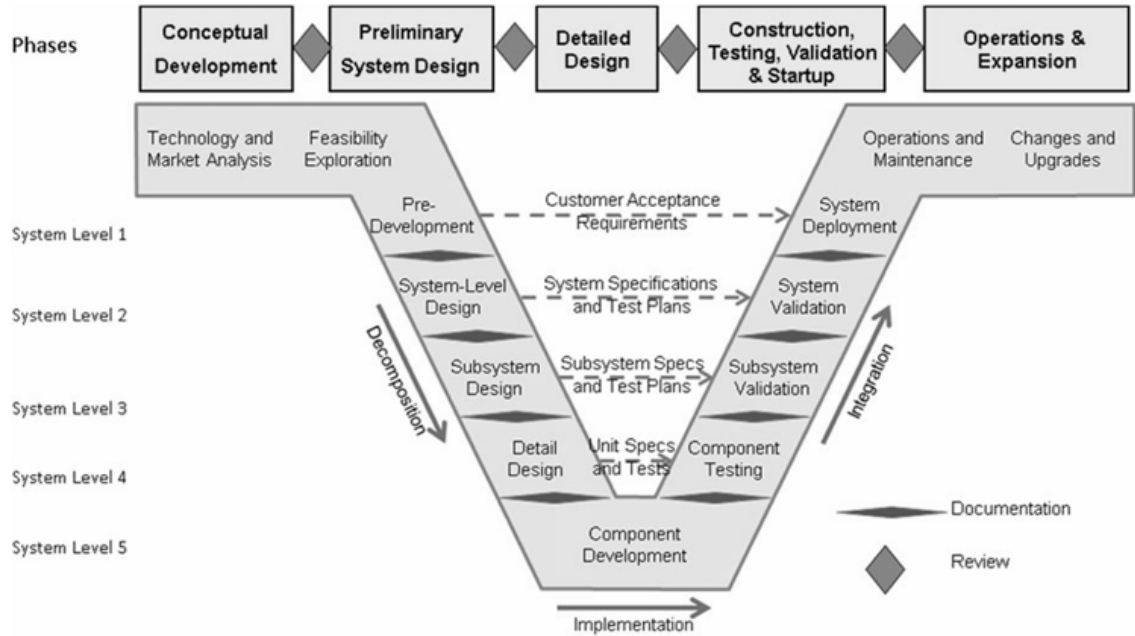 Phases
Conceptual
Development
Preliminary
System Design
Detailed
Design
Construction,
Testing, Validation
& Startup
Operations &
Expansion
Technology and
Market Analysis
Feasibility
Exploration
Operations and
Maintenance
Changes and
Upgrades
System Level 1
Pre-
Development
Customer Acceptance
Requirements
System
Deployment
System Level 2
System-Level
Design
System Specifications
and Test Plans
System
Validation
Decomposition
Integration
System Level 3
Subsystem
Design
Subsystem Specs
and Test Plans
Subsystem
Validation
System Level 4
Detail
Design
Unit Specs
and Tests
Component
Testing
System Level 5
Component
Development
Implementation
Documentation
Review